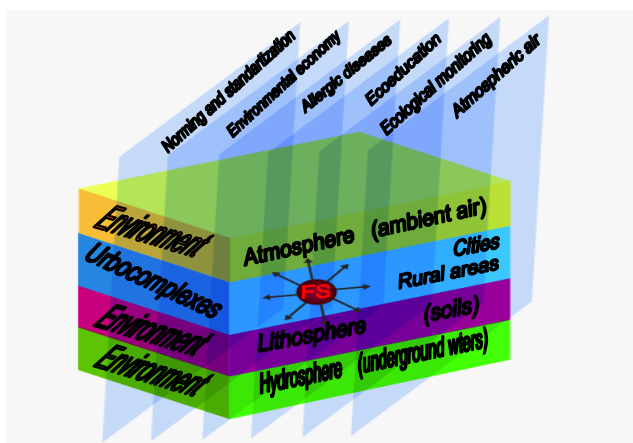 Norming and standartization
Environmental economy
Allergic diseases
Ecoeducation
Ecological monitoring
Atmospheric air
Environment
Atmosphere (ambient air)
Urbocomplexes
Cities
Rural areas
FS
Environment
Lithosphere (soils)
Environment
Hydrosphere (underground wters)